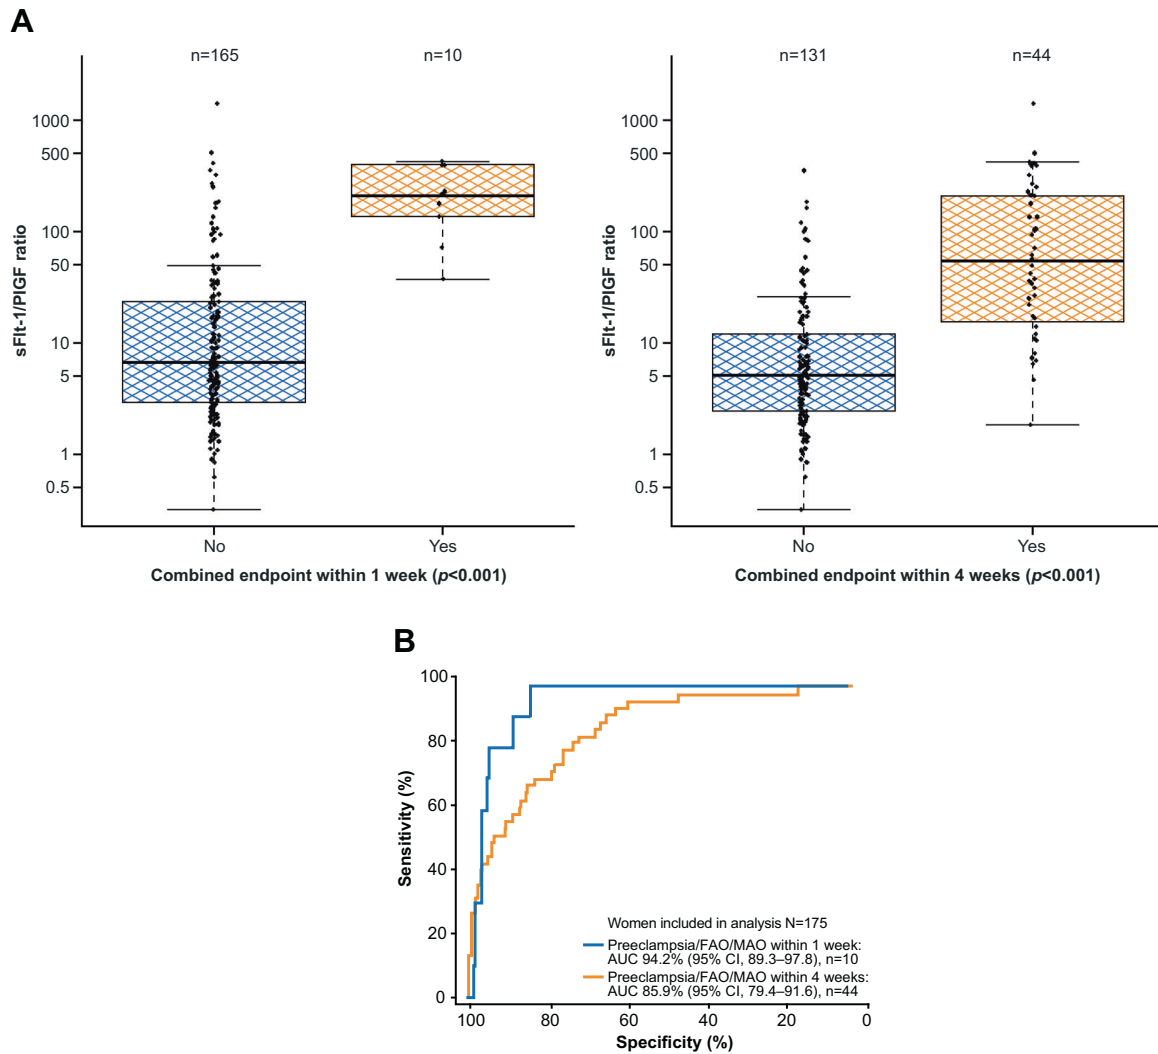 A
n=165
n=10
sFlt-1/PlGF ratio
1000
500
100
50
10
5
1
0.5
No
Yes
Combined endpoint within 1 week (p<0.001)
n=131
n=44
sFlt-1/PlGF ratio
1000
500
100
50
10
5
1
0.5
No
Yes
Combined endpoint within 4 weeks (p<0.001)
B
Sensitivity (%)
100
80
60
40
20
0
Women included in analysis N=175
Preeclampsia/FAO/MAO within 1 week:
AUC 94.2% (95% CI, 89.3–97.8), n=10
Preeclampsia/FAO/MAO within 4 weeks:
AUC 85.9% (95% CI, 79.4–91.6), n=44
100
80
60
40
20
0
Specificity (%)